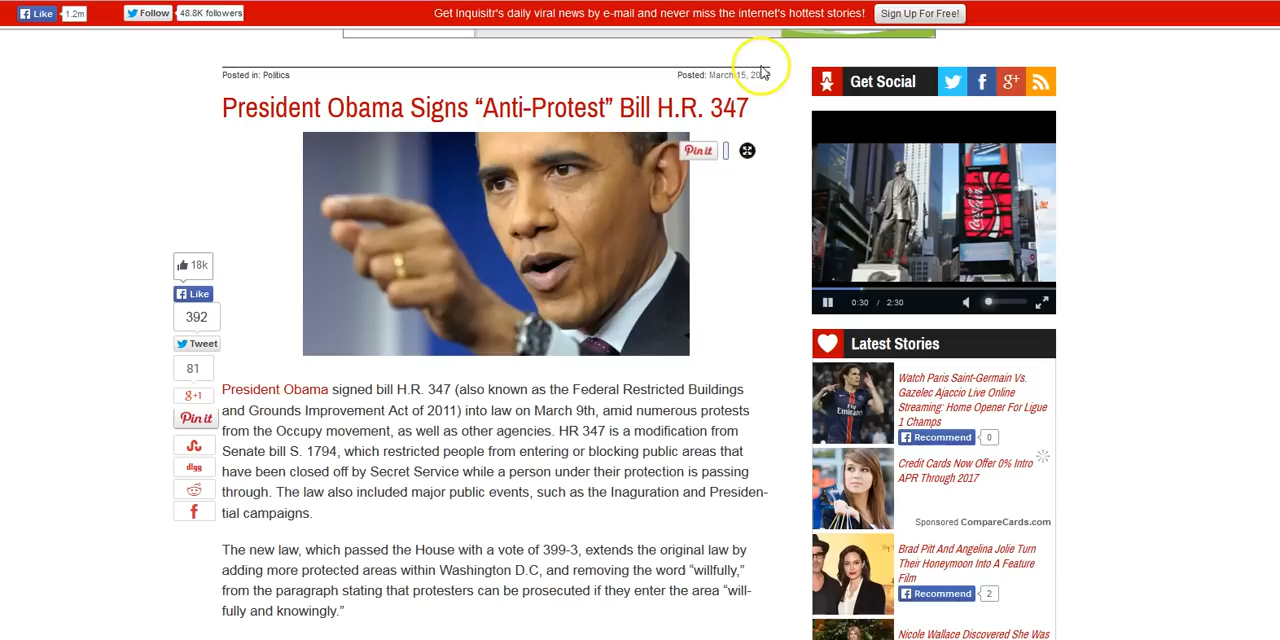 Like
1.2m
Follow
48.8K followers
Get Inquisitr's daily viral news by e-mail and never miss the internet's hottest stories!
Sign Up For Free!
Posted in: Politics
Posted: March 15,
President Obama Signs “Anti-Protest” Bill H.R. 347
Pin it
18k
Like
392
Tweet
81
g+1
Pin it
digg
President Obama signed bill H.R. 347 (also known as the Federal Restricted Buildings
and Grounds Improvement Act of 2011) into law on March 9th, amid numerous protests
from the Occupy movement, as well as other agencies. HR 347 is a modification from
Senate bill S. 1794, which restricted people from entering or blocking public areas that
have been closed off by Secret Service while a person under their protection is passing
through. The law also included major public events, such as the Inaguration and Presiden-
tial campaigns.
The new law, which passed the House with a vote of 399-3, extends the original law by
adding more protected areas within Washington D.C, and removing the word “willfully,”
from the paragraph stating that protesters can be prosecuted if they enter the area “will-
fully and knowingly.”
Get Social
g+
Coca-Cola
0:30 / 2:30
Latest Stories
Watch Paris Saint-Germain Vs.
Gazelec Ajaccio Live Online
Streaming: Home Opener For Ligue
1 Champs
Recommend
0
Credit Cards Now Offer 0% Intro
APR Through 2017
Sponsored CompareCards.com
Brad Pitt And Angelina Jolie Turn
Their Honeymoon Into A Feature
Film
Recommend
2
Nicole Wallace Discovered She Was